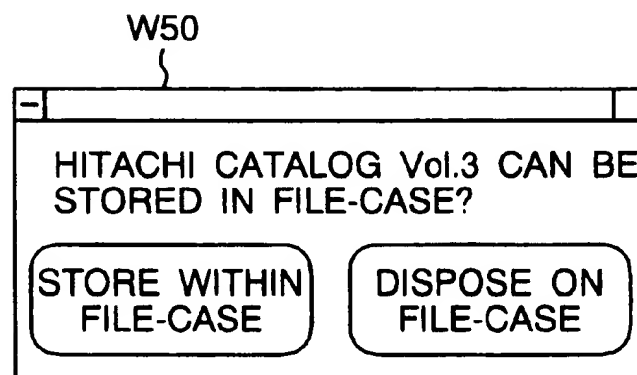 W50
HITACHI CATALOG Vol.3 CAN BE
STORED IN FILE-CASE?
STORE WITHIN
FILE-CASE
DISPOSE ON
FILE-CASE